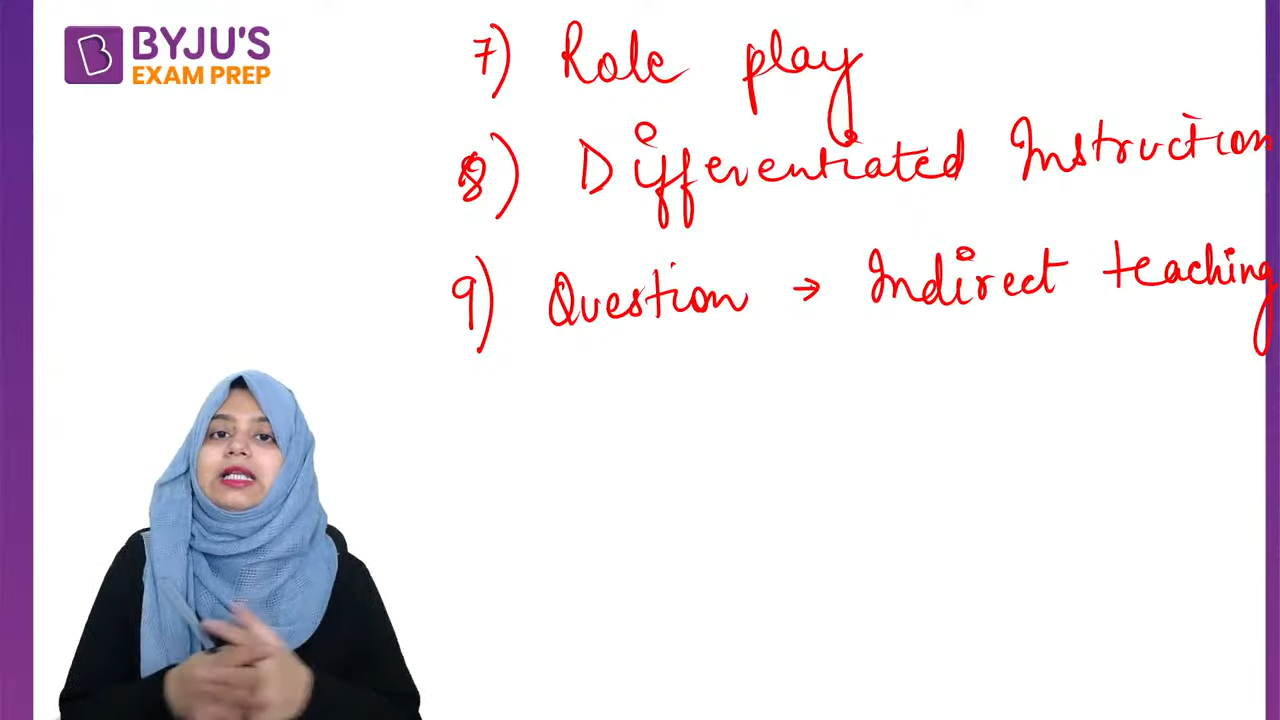 BYJU'S
EXAM PREP
7) Role play
8) Differentiated Instruction
9) Question → Indirect teaching